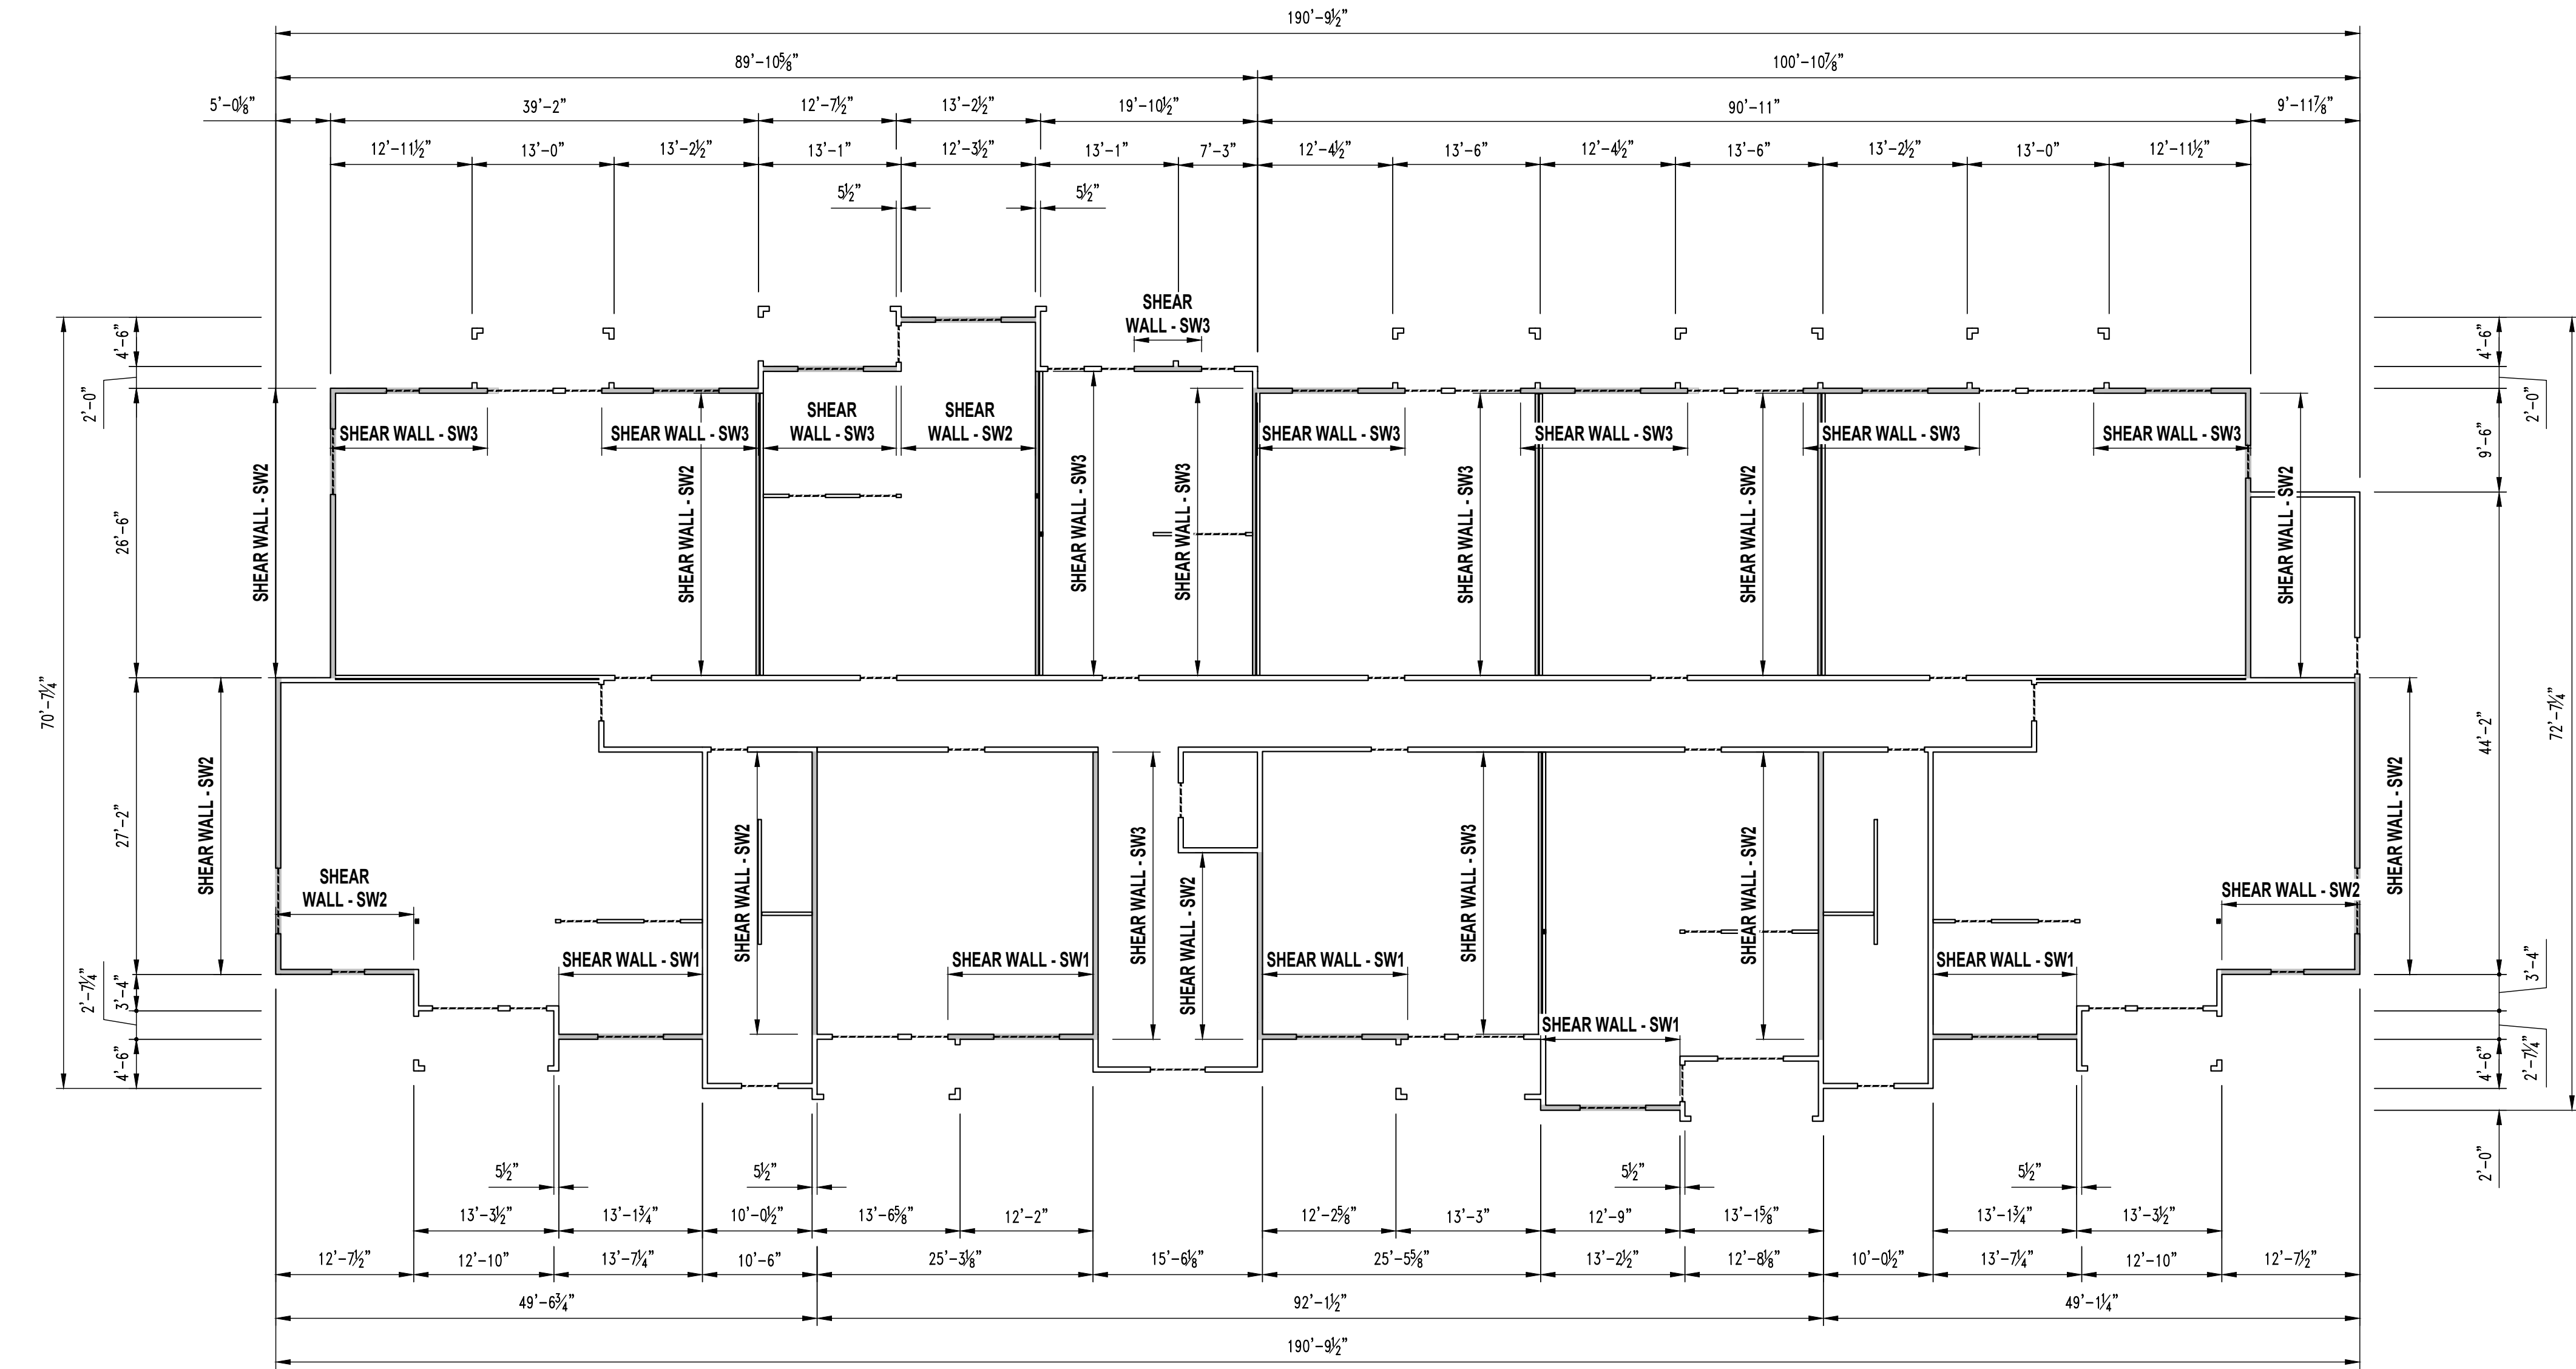 190'-9½"
89'-10⅝"
100'-10⅞"
5'-0⅛"
39'-2"
12'-7½"
13'-2½"
19'-10½"
90'-11"
9'-11⅞"
12'-11½"
13'-0"
13'-2½"
13'-1"
12'-3½"
13'-1"
7'-3"
12'-4½"
13'-6"
12'-4½"
13'-6"
13'-2½"
13'-0"
12'-11½"
5½"
5½"
SHEAR
WALL - SW3
4'-6"
2'-0"
26'-6"
70'-7¼"
27'-2"
2'-7¼"
3'-4"
4'-6"
SHEAR WALL - SW2
SHEAR WALL - SW3
SHEAR WALL - SW3
SHEAR
WALL - SW3
SHEAR
WALL - SW2
SHEAR WALL - SW3
SHEAR WALL - SW3
SHEAR WALL - SW3
SHEAR WALL - SW3
SHEAR WALL - SW2
SHEAR WALL - SW3
SHEAR WALL - SW3
SHEAR WALL - SW3
SHEAR WALL - SW2
SHEAR WALL - SW2
4'-6"
2'-0"
9'-6"
44'-2"
72'-7¼"
3'-4"
2'-7¼"
4'-6"
2'-0"
SHEAR WALL - SW2
SHEAR
WALL - SW2
SHEAR WALL - SW1
SHEAR WALL - SW2
SHEAR WALL - SW1
SHEAR WALL - SW3
SHEAR WALL - SW2
SHEAR WALL - SW1
SHEAR WALL - SW3
SHEAR WALL - SW1
SHEAR WALL - SW2
SHEAR WALL - SW1
SHEAR WALL - SW2
SHEAR WALL - SW2
5½"
5½"
5½"
5½"
13'-3½"
13'-1¾"
10'-0½"
13'-6⅝"
12'-2"
12'-2⅝"
13'-3"
12'-9"
13'-1⅝"
13'-1¾"
13'-3½"
12'-7½"
12'-10"
13'-7¼"
10'-6"
25'-3⅛"
15'-6⅛"
25'-5⅝"
13'-2½"
12'-8⅛"
10'-0½"
13'-7¼"
12'-10"
12'-7½"
49'-6¾"
92'-1½"
49'-1¼"
190'-9½"